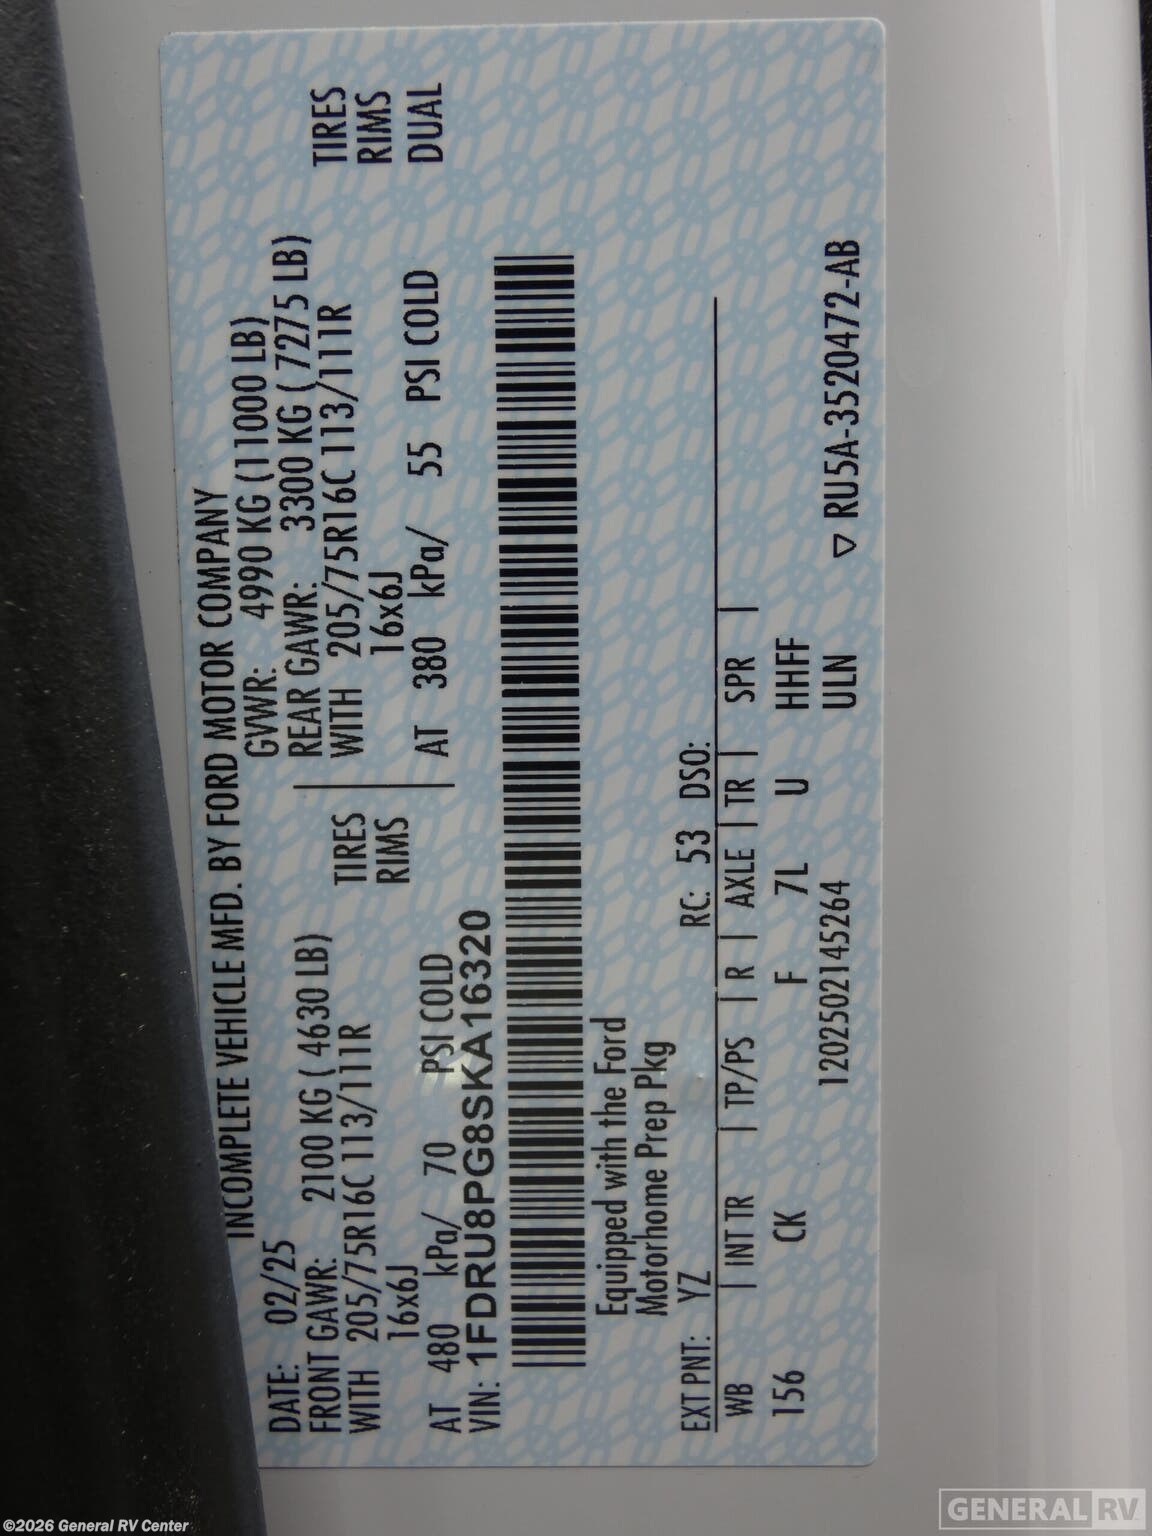 INCOMPLETE VEHICLE MFD. BY FORD MOTOR COMPANY
DATE: 02/25 GVWR: 4990 KG (11000 LB)
FRONT GAWR: 2100 KG ( 4630 LB) REAR GAWR: 3300 KG ( 7275 LB)
WITH 205/75R16C 113/111R TIRES WITH 205/75R16C 113/111R TIRES
16x6J RIMS 16x6J RIMS
AT 480 kPa/ 70 PSI COLD AT 380 kPa/ 55 PSI COLD DUAL
VIN: 1FDRU8PG8SKA16320
Equipped with the Ford
Motorhome Prep Pkg
EXT PNT: YZ RC: 53 DSO:
WB | INT TR | TP/PS | R | AXLE | TR | SPR |
156 CK F 7L U HHFF
1202502145264 ULN ▽ RU5A-3520472-AB
©2026 General RV Center
GENERAL RV